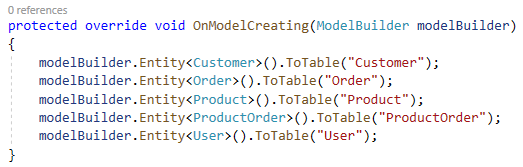 0 references
protected override void OnModelCreating(ModelBuilder modelBuilder)
{
    modelBuilder.Entity<Customer>().ToTable("Customer");
    modelBuilder.Entity<Order>().ToTable("Order");
    modelBuilder.Entity<Product>().ToTable("Product");
    modelBuilder.Entity<ProductOrder>().ToTable("ProductOrder");
    modelBuilder.Entity<User>().ToTable("User");
}